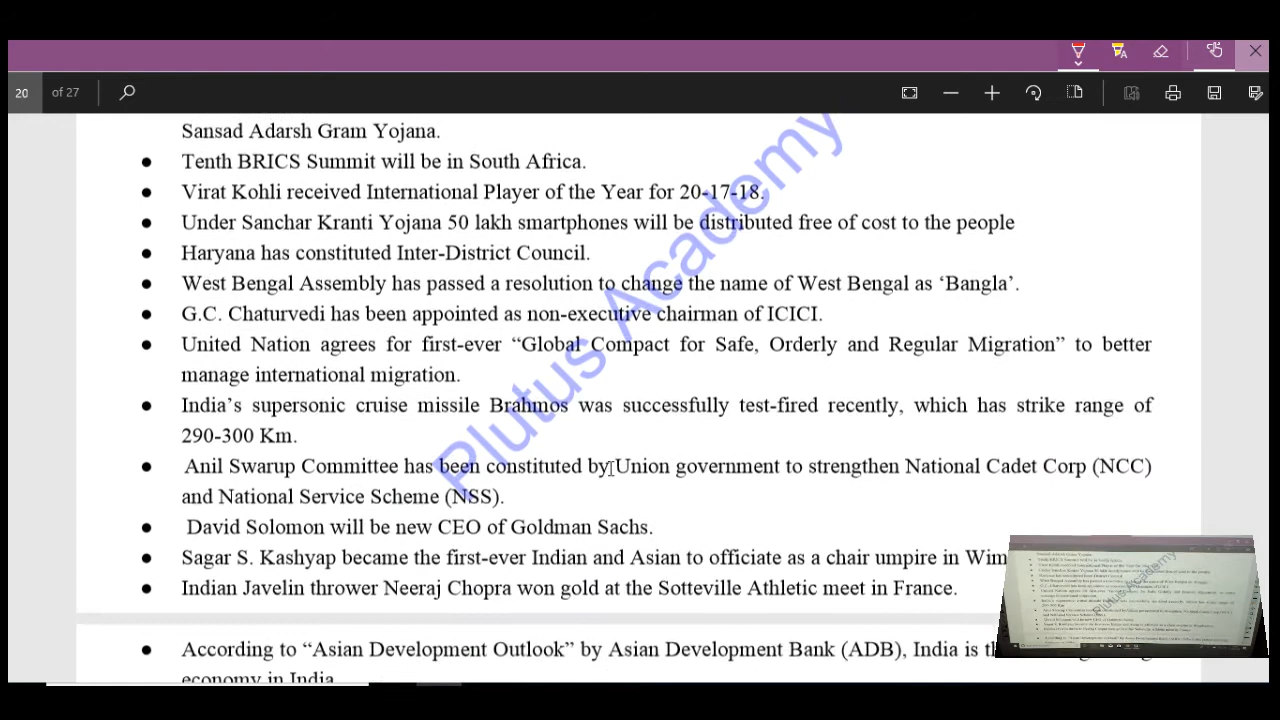 20 of 27
Sansad Adarsh Gram Yojana.
● Tenth BRICS Summit will be in South Africa.
● Virat Kohli received International Player of the Year for 20-17-18.
● Under Sanchar Kranti Yojana 50 lakh smartphones will be distributed free of cost to the people
● Haryana has constituted Inter-District Council.
● West Bengal Assembly has passed a resolution to change the name of West Bengal as ‘Bangla’.
● G.C. Chaturvedi has been appointed as non-executive chairman of ICICI.
● United Nation agrees for first-ever “Global Compact for Safe, Orderly and Regular Migration” to better
manage international migration.
● India’s supersonic cruise missile Brahmos was successfully test-fired recently, which has strike range of
290-300 Km.
● Anil Swarup Committee has been constituted by Union government to strengthen National Cadet Corp (NCC)
and National Service Scheme (NSS).
● David Solomon will be new CEO of Goldman Sachs.
● Sagar S. Kashyap became the first-ever Indian and Asian to officiate as a chair umpire in
● Indian Javelin thrower Neeraj Chopra won gold at the Sotteville Athletic meet in France.
● According to “Asian Development Outlook” by Asian Development Bank (ADB), India is
economy in India
Plutus Academy